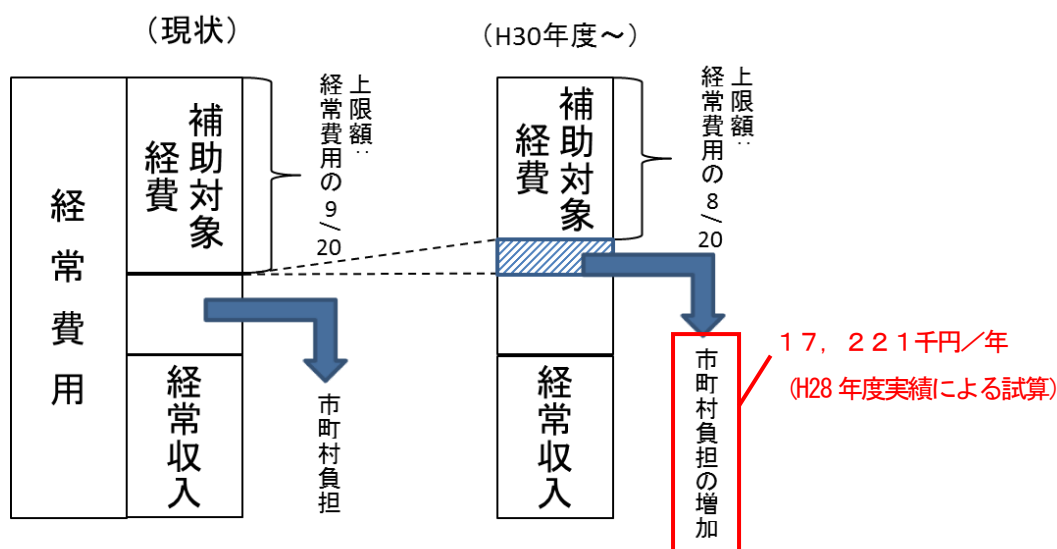 （現状）
経常費用
補助対象
経費
経常収入
上限額：
経常費用の9/20
市町村負担
（H30年度～）
補助対象
経費
経常収入
上限額：
経常費用の8/20
市町村負担の増加
１７，２２１千円／年
（H28年度実績による試算）